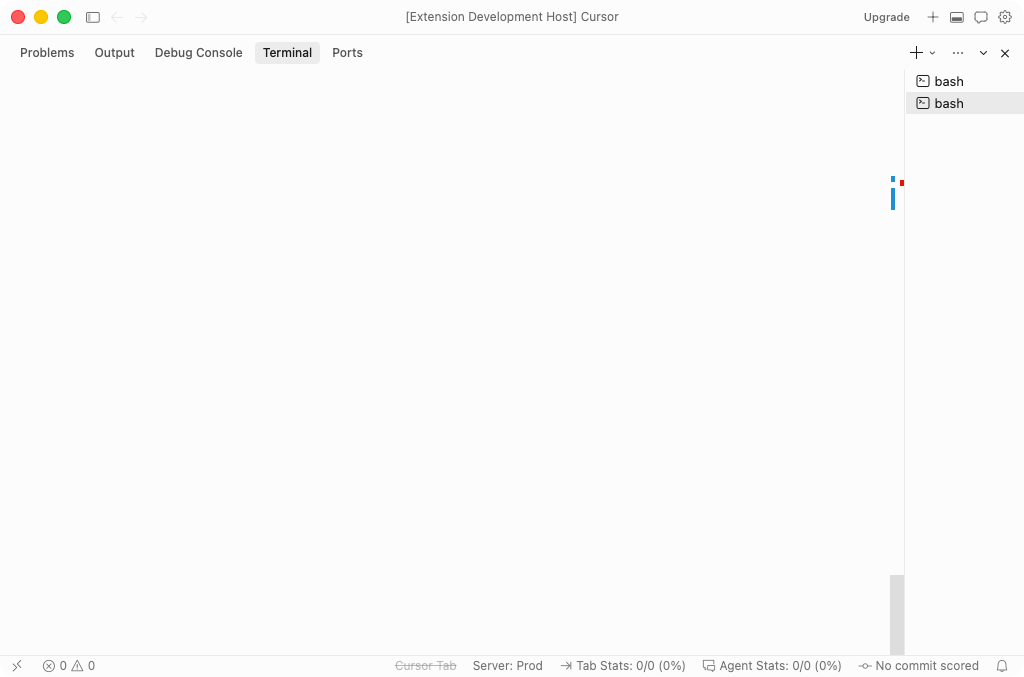 [Extension Development Host] Cursor
Upgrade
Problems
Output
Debug Console
Terminal
Ports
bash
bash
0
0
Cursor Tab
Server: Prod
Tab Stats: 0/0 (0%)
Agent Stats: 0/0 (0%)
No commit scored